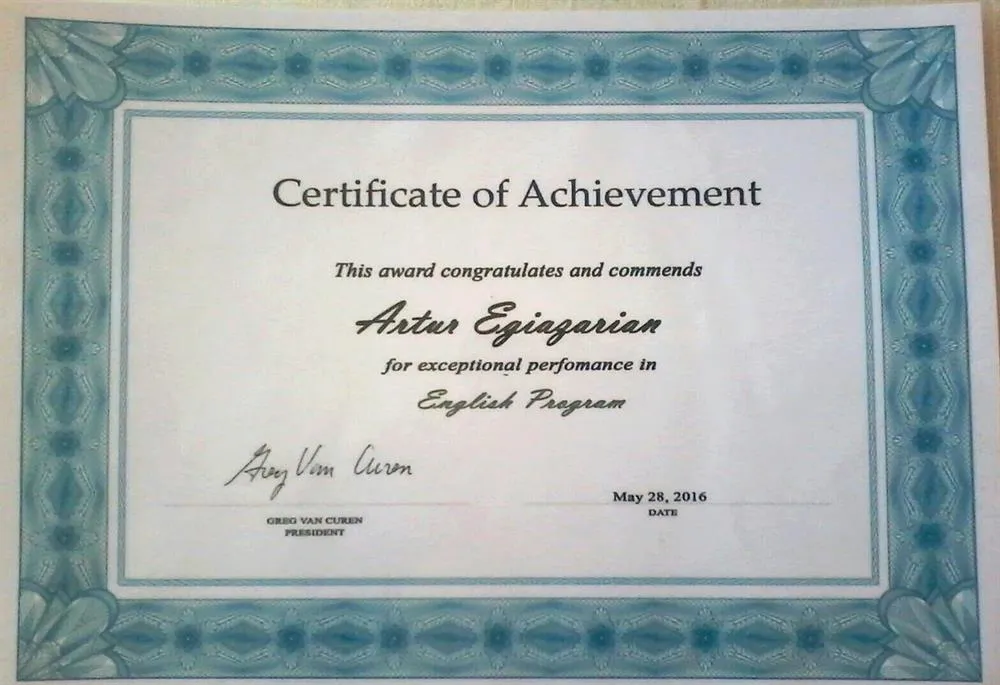 Certificate of Achievement
This award congratulates and commends
Artur Egiazarian
for exceptional perfomance in
English Program
Greg Van Curen
May 28, 2016
GREG VAN CUREN
DATE
PRESIDENT